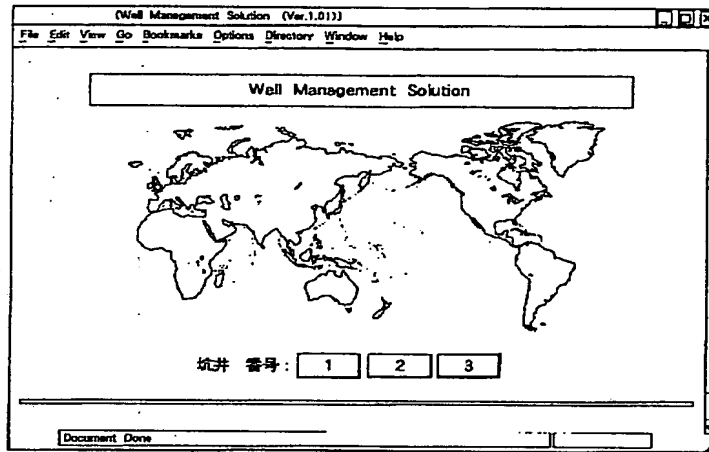 (Well Management Solution (Ver.1.01))
File Edit View Go Bookmarks Options Directory Window Help
Well Management Solution
坑井 番号: 1 2 3
Document Done